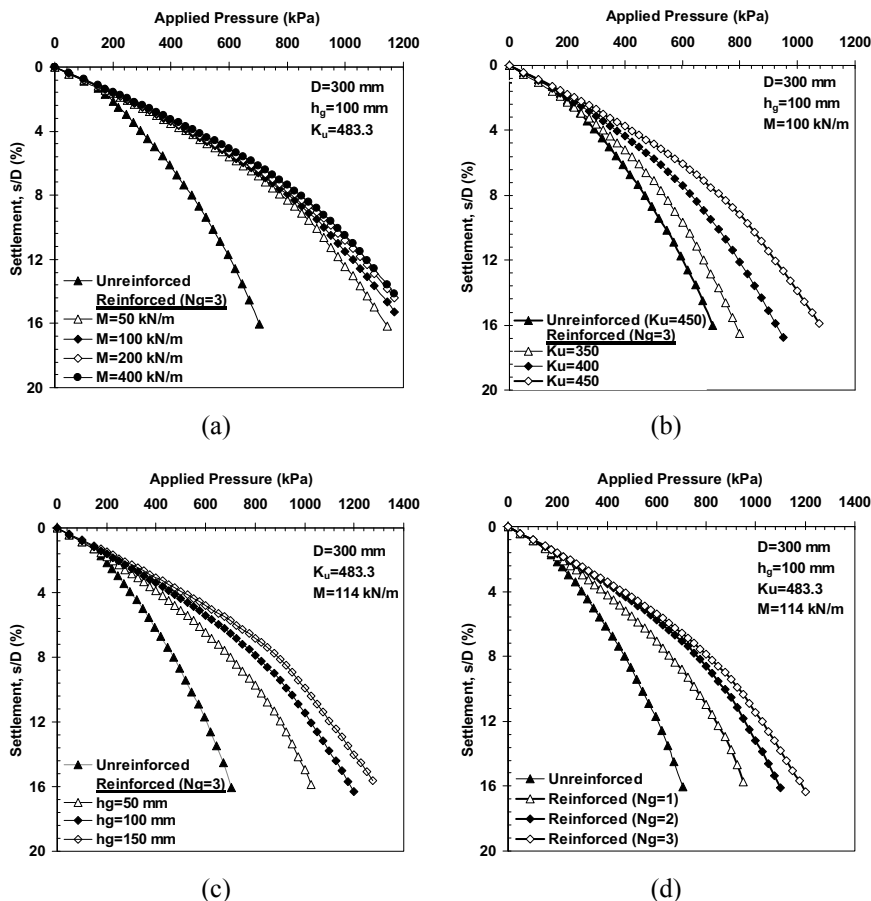 Applied Pressure (kPa)
0 200 400 600 800 1000 1200
0
4
8
12
16
20
Settlement, s/D (%)
D=300 mm
hg=100 mm
Ku=483.3
Unreinforced
Reinforced (Ng=3)
M=50 kN/m
M=100 kN/m
M=200 kN/m
M=400 kN/m
(a)
Applied Pressure (kPa)
0 200 400 600 800 1000 1200
0
4
8
12
16
20
Settlement, s/D (%)
D=300 mm
hg=100 mm
M=100 kN/m
Unreinforced (Ku=450)
Reinforced (Ng=3)
Ku=350
Ku=400
Ku=450
(b)
Applied Pressure (kPa)
0 200 400 600 800 1000 1200 1400
0
4
8
12
16
20
Settlement, s/D (%)
D=300 mm
Ku=483.3
M=114 kN/m
Unreinforced
Reinforced (Ng=3)
hg=50 mm
hg=100 mm
hg=150 mm
(c)
Applied Pressure (kPa)
0 200 400 600 800 1000 1200 1400
0
4
8
12
16
20
Settlement, s/D (%)
D=300 mm
hg=100 mm
Ku=483.3
M=114 kN/m
Unreinforced
Reinforced (Ng=1)
Reinforced (Ng=2)
Reinforced (Ng=3)
(d)